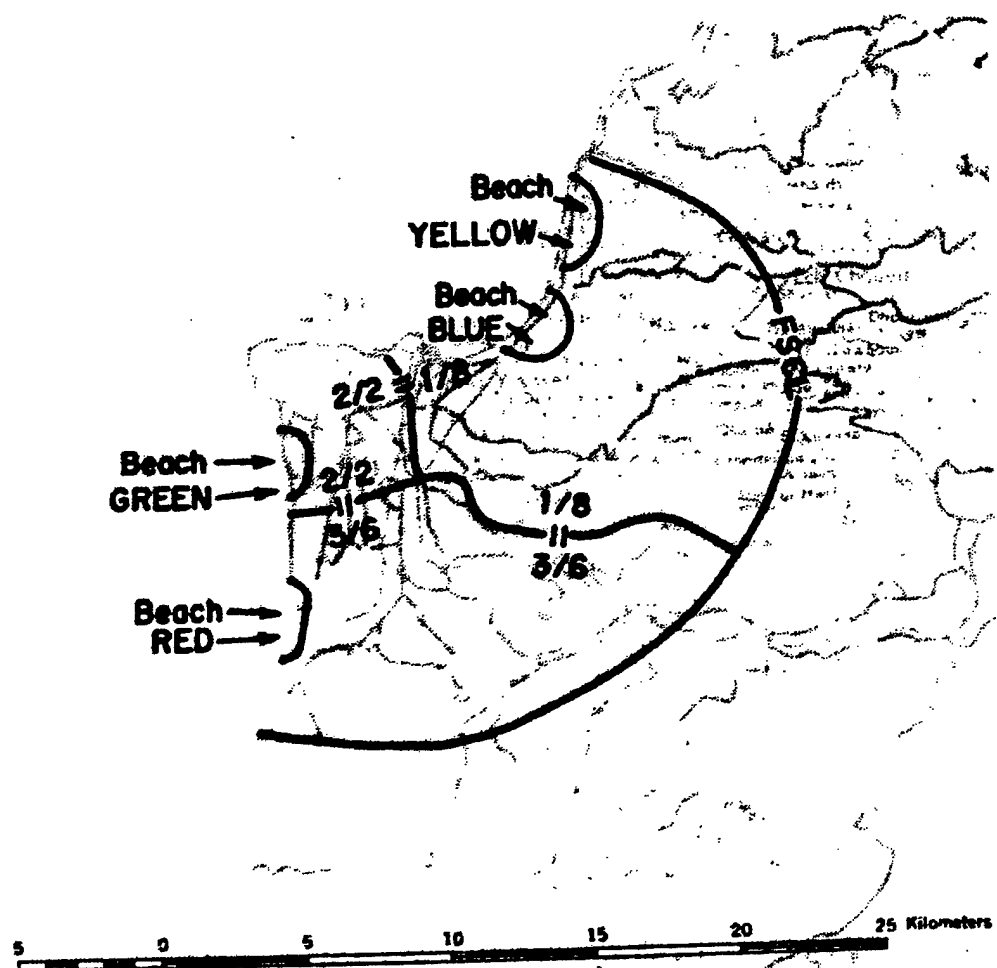 Beach
YELLOW
Beach
BLUE
2/2
1/8
Beach
GREEN
2/2
3/6
1/8
3/6
Beach
RED
5 0 5 10 15 20 25 Kilometers